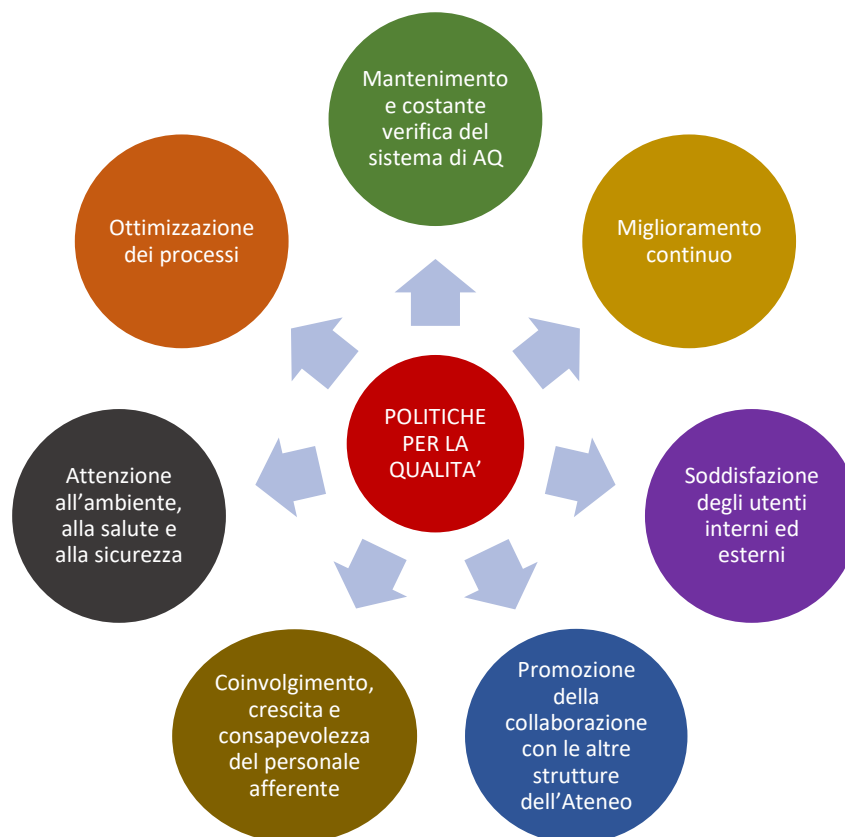 Mantenimento
e costante
verifica del
sistema di AQ
Ottimizzazione
dei processi
Miglioramento
continuo
POLITICHE
PER LA
QUALITA’
Attenzione
all’ambiente,
alla salute e
alla sicurezza
Soddisfazione
degli utenti
interni ed
esterni
Coinvolgimento,
crescita e
consapevolezza
del personale
afferente
Promozione
della
collaborazione
con le altre
strutture
dell’Ateneo